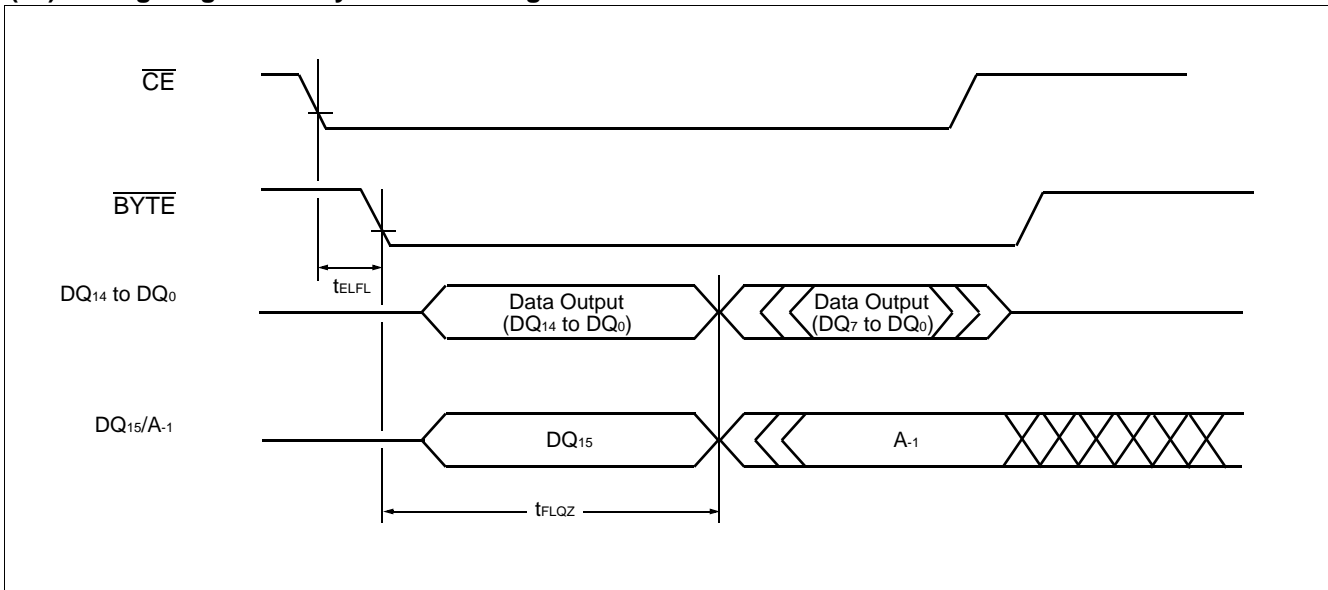 CE
BYTE
tELFL
DQ14 to DQ0
Data Output
(DQ14 to DQ0)
Data Output
(DQ7 to DQ0)
DQ15/A-1
DQ15
A-1
tFLQZ